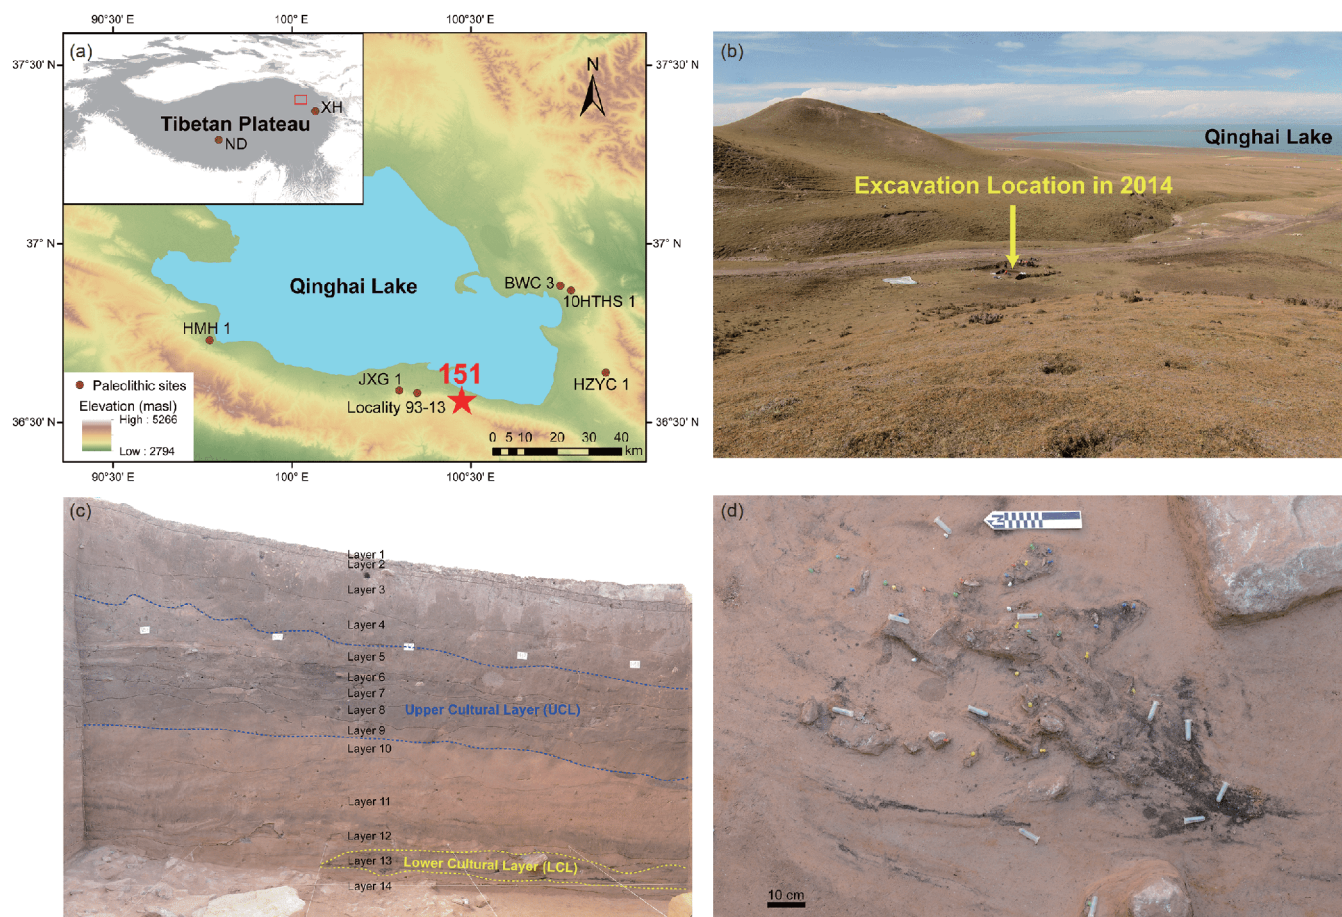 90°30' E
100° E
100°30' E
(a)
37°30' N
37°30' N
N
XH
Tibetan Plateau
ND
37° N
37° N
Qinghai Lake
BWC 3
10HTHS 1
HMH 1
JXG 1
151
HZYC 1
Locality 93-13
Paleolithic sites
Elevation (masl)
High : 5266
Low : 2794
36°30' N
36°30' N
0 5 10 20 30 40
km
90°30' E
100° E
100°30' E
(b)
Qinghai Lake
Excavation Location in 2014
(c)
Layer 1
Layer 2
Layer 3
Layer 4
Layer 5
Layer 6
Layer 7
Layer 8
Upper Cultural Layer (UCL)
Layer 9
Layer 10
Layer 11
Layer 12
Layer 13
Lower Cultural Layer (LCL)
Layer 14
(d)
N
10 cm